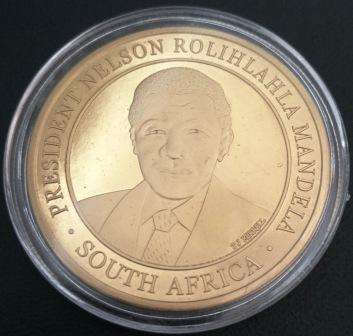 PRESIDENT NELSON ROLIHLAHLA MANDELA
· SOUTH AFRICA ·